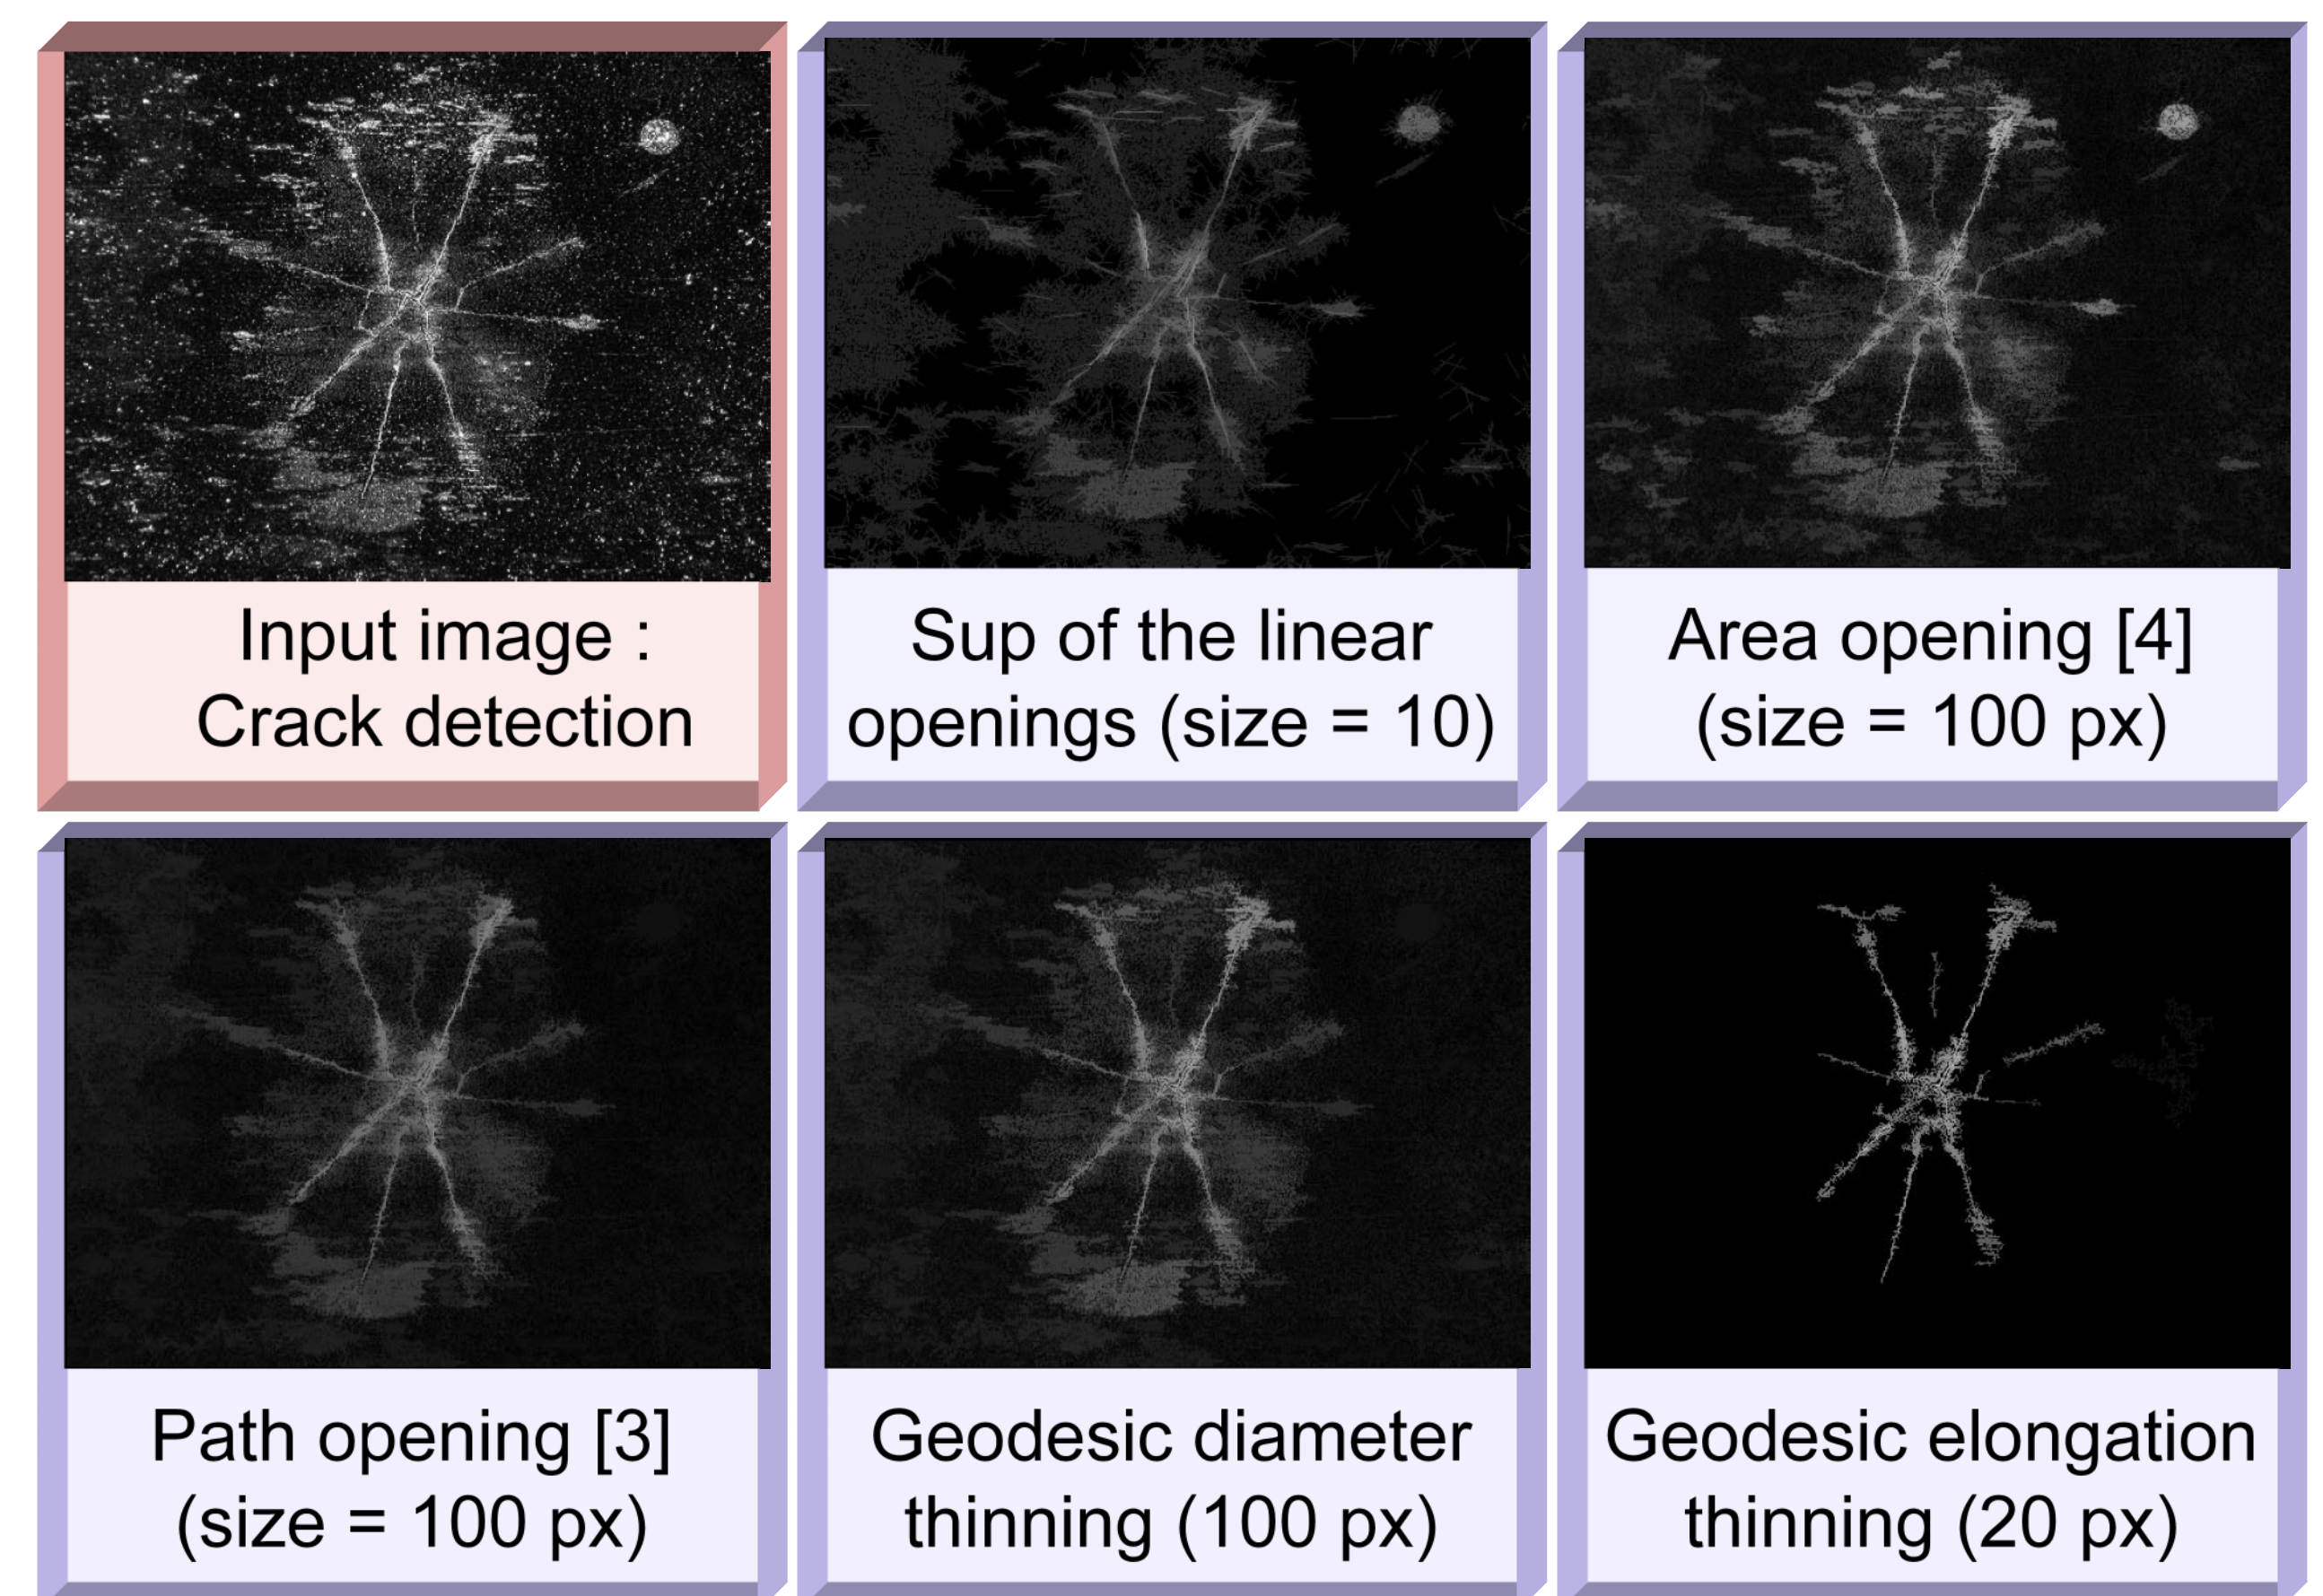 Input image :
Crack detection
Sup of the linear
openings (size = 10)
Area opening [4]
(size = 100 px)
Path opening [3]
(size = 100 px)
Geodesic diameter
thinning (100 px)
Geodesic elongation
thinning (20 px)